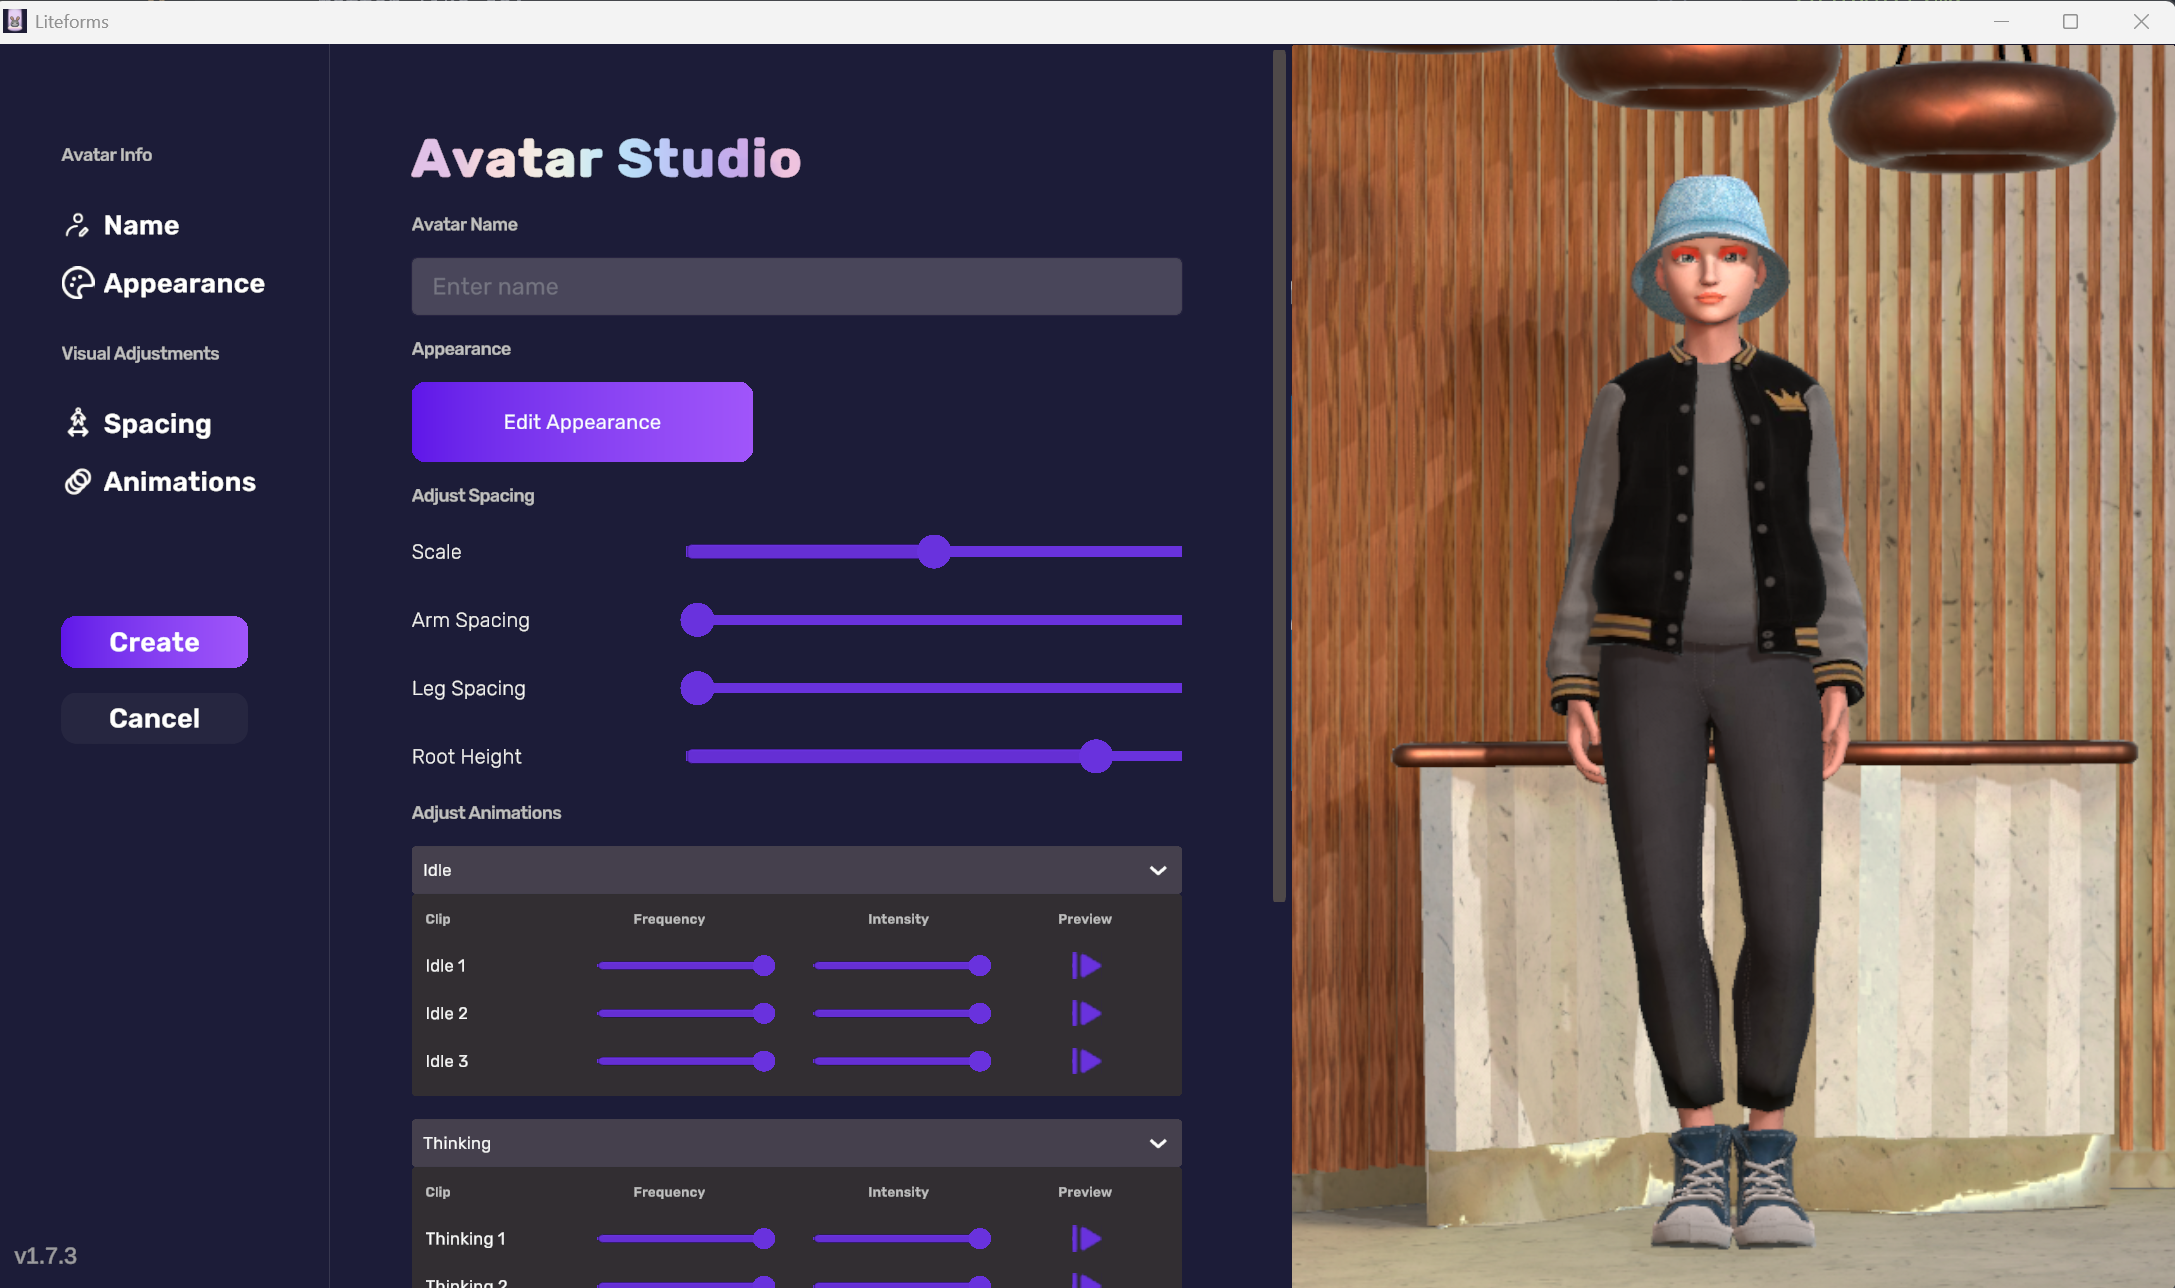 Liteforms
Avatar Info
Name
Appearance
Visual Adjustments
Spacing
Animations
Create
Cancel
v1.7.3
Avatar Studio
Avatar Name
Enter name
Appearance
Edit Appearance
Adjust Spacing
Scale
Arm Spacing
Leg Spacing
Root Height
Adjust Animations
Idle
Clip Frequency Intensity Preview
Idle 1
Idle 2
Idle 3
Thinking
Clip Frequency Intensity Preview
Thinking 1
Thinking 2